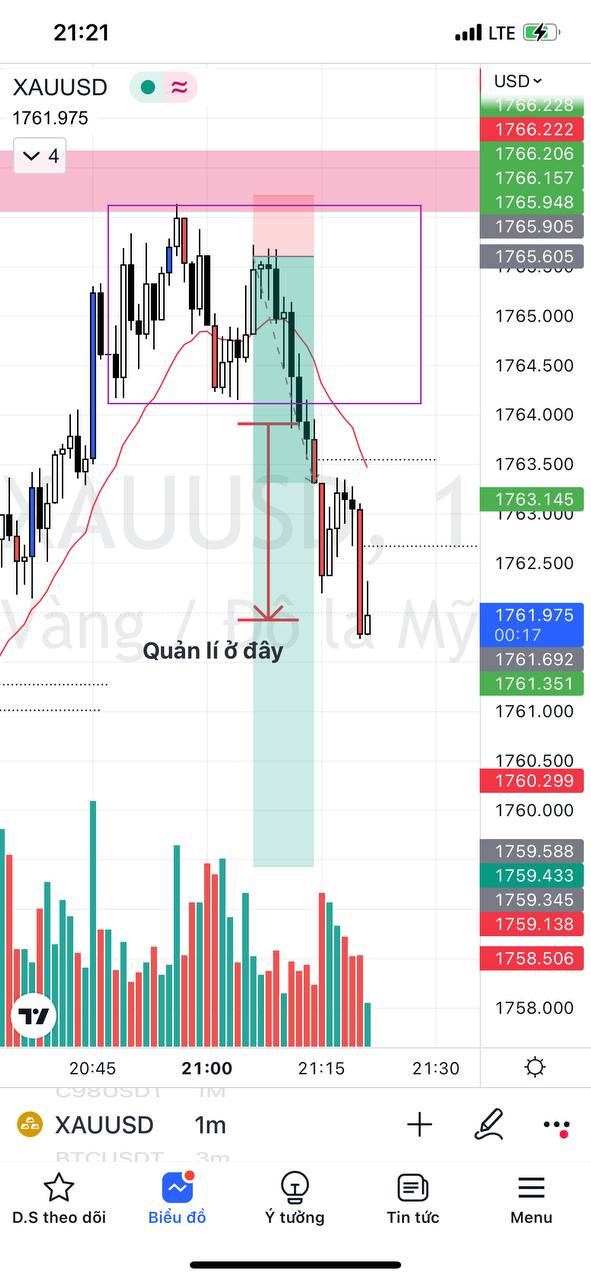 21:21
LTE
XAUUSD
≈
USD
1761.975
4
1766.228
1766.222
1766.206
1766.157
1765.948
1765.905
1765.605
1765.000
1764.500
1764.000
1763.500
XAUUSD, 1
1763.145
1763.000
1762.500
Vàng / Đô la Mỹ
1761.975
00:17
Quản lí ở đây
1761.692
1761.351
1761.000
1760.500
1760.299
1760.000
1759.588
1759.433
1759.345
1759.138
1758.506
1758.000
20:45 21:00 21:15 21:30
C98USDT 1M
XAUUSD 1m
BTCUSDT 3m
D.S theo dõi Biểu đồ Ý tưởng Tin tức Menu